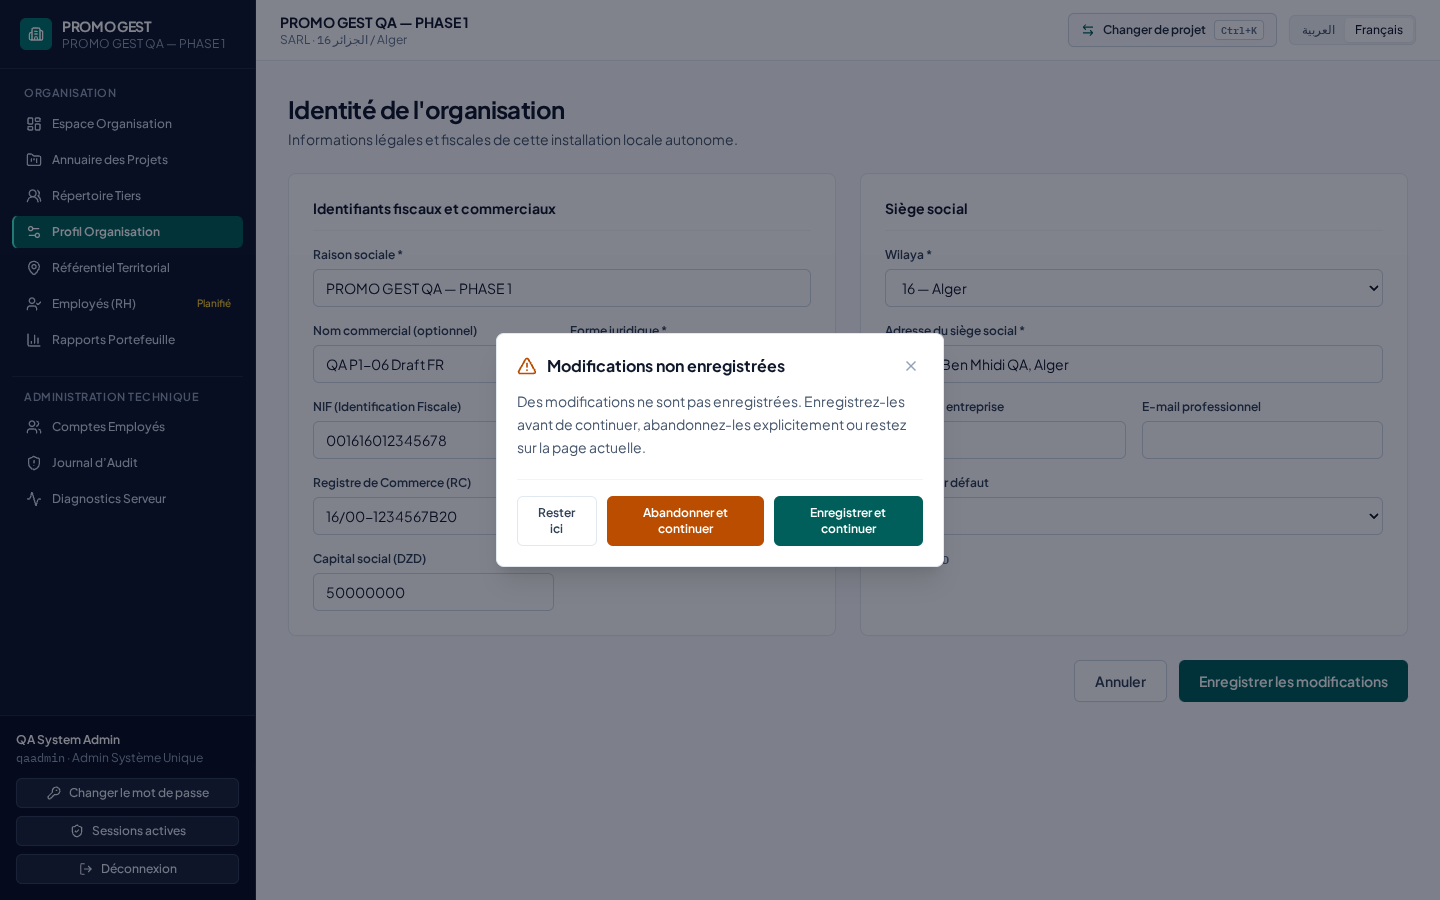 PROMOGEST
PROMO GEST QA — PHASE 1
ORGANISATION
Espace Organisation
Annuaire des Projets
Répertoire Tiers
Profil Organisation
Référentiel Territorial
Employés (RH)
Planifié
Rapports Portefeuille
ADMINISTRATION TECHNIQUE
Comptes Employés
Journal d'Audit
Diagnostics Serveur
QA System Admin
qaadmin · Admin Système Unique
Changer le mot de passe
Sessions actives
Déconnexion
PROMO GEST QA — PHASE 1
SARL · 16 الجزائر / Alger
Changer de projet Ctrl+K
العربية
Français
Identité de l'organisation
Informations légales et fiscales de cette installation locale autonome.
Identifiants fiscaux et commerciaux
Raison sociale *
PROMO GEST QA — PHASE 1
Nom commercial (optionnel)
Forme juridique *
QA P1-06 Draft FR
NIF (Identification Fiscale)
001616012345678
Registre de Commerce (RC)
16/00-1234567B20
Capital social (DZD)
50000000
Siège social
Wilaya *
16 — Alger
Adresse du siège social *
Ben Mhidi QA, Alger
entreprise
E-mail professionnel
défaut
Modifications non enregistrées
Des modifications ne sont pas enregistrées. Enregistrez-les
avant de continuer, abandonnez-les explicitement ou restez
sur la page actuelle.
Rester
ici
Abandonner et
continuer
Enregistrer et
continuer
Annuler
Enregistrer les modifications